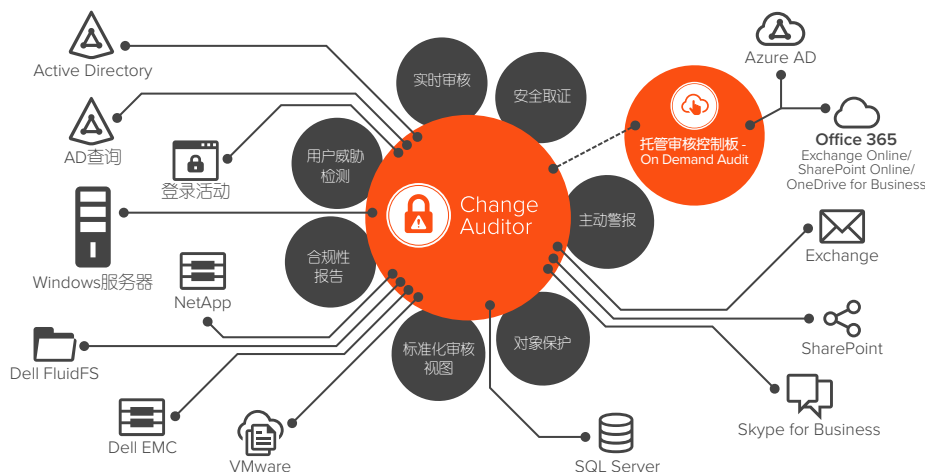 Active Directory
AD查询
登录活动
Windows服务器
NetApp
Dell FluidFS
Dell EMC
VMware
实时审核
安全取证
用户威胁
检测
合规性
报告
标准化审核
视图
对象保护
主动警报
Change
Auditor
托管审核控制板 -
On Demand Audit
Azure AD
Office 365
Exchange Online/
SharePoint Online/
OneDrive for Business
Exchange
SharePoint
Skype for Business
SQL Server